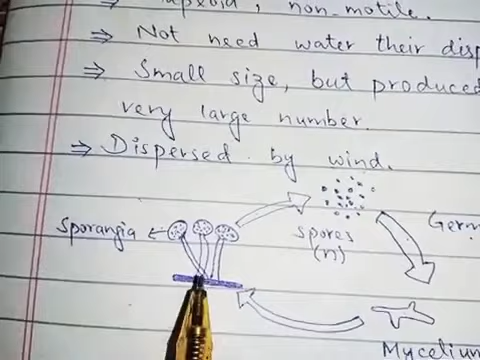 non-motile.
⇒ Not need water their disp
⇒ Small size, but produced
very large number.
⇒ Dispersed by wind.
Sporangia
spores
(n)
Germ
Mycelium